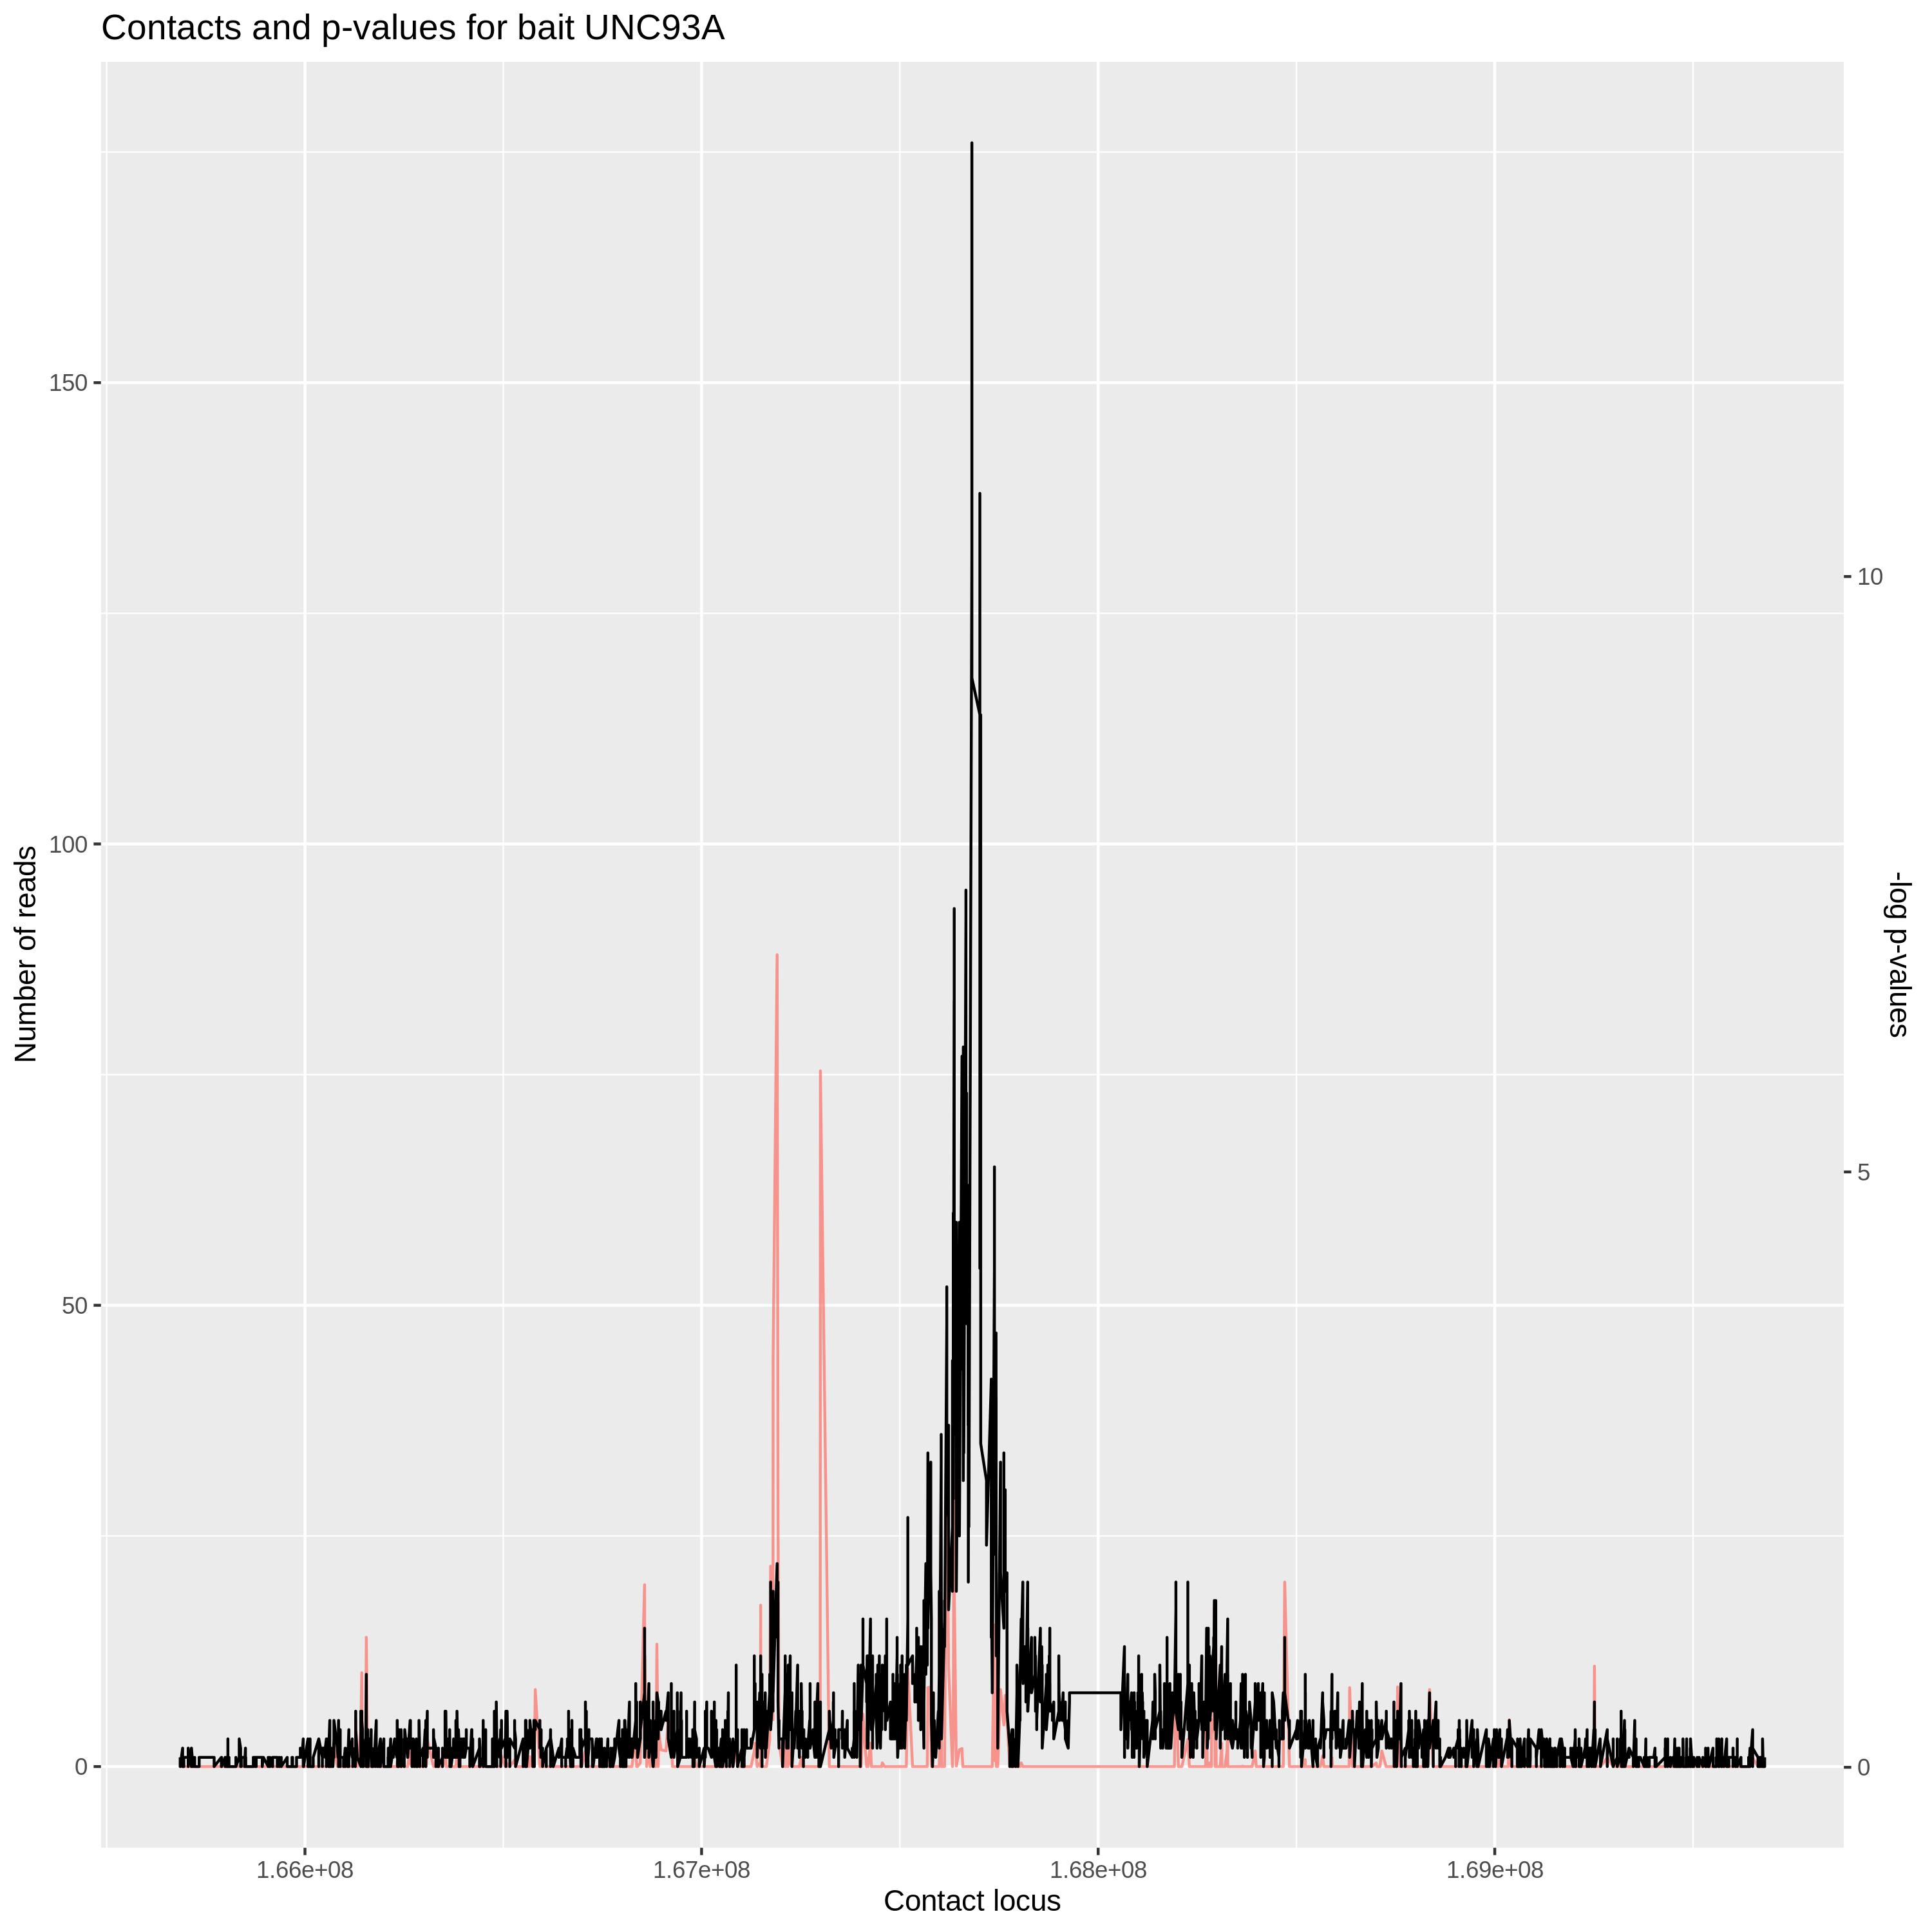 Contacts and p-values for bait UNC93A
150
100
50
0
Number of reads
10
5
0
-log p-values
1.66e+08
1.67e+08
1.68e+08
1.69e+08
Contact locus